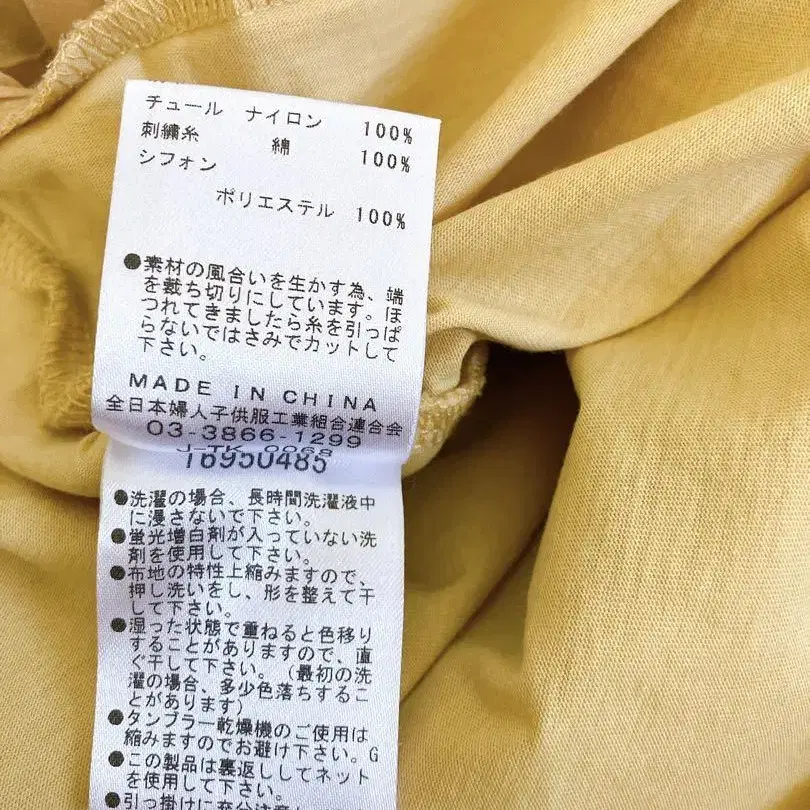 チュール ナイロン 100%
刺繍糸 綿 100%
シフォン
ポリエステル 100%
●素材の風合いを生かす為、端
を裁ち切りにしています。ほ
つれてきましたら糸を引っぱ
らないではさみでカットして
下さい。
MADE IN CHINA
全日本婦人子供服工業組合連合会
03-3866-1299
J-TK 0068
16950485
●洗濯の場合、長時間洗濯液中
に浸さないで下さい。
●蛍光増白剤が入っていない洗
剤を使用して下さい。
●布地の特性上縮みますので、
押し洗いをし、形を整えて干
して下さい。
●湿った状態で重ねると色移り
することがありますので、直
ぐ干して下さい。(最初の洗
濯の場合、多少色落ちするこ
とがあります)
●タンブラー乾燥機のご使用は
縮みますのでお避け下さい。G
●この製品は裏返ししてネット
を使用して下さい。
●引っ掛けに充分注意し